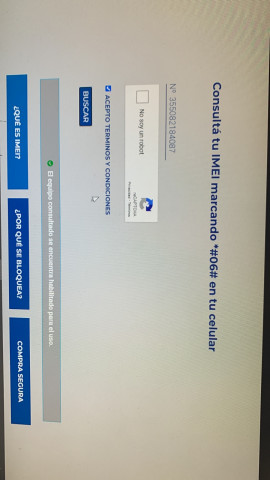 Consultá tu IMEI marcando *#06# en tu celular
N° 355082184087
No soy un robot
reCAPTCHA
Privacidad - Términos
ACEPTO TERMINOS Y CONDICIONES
BUSCAR
El equipo consultado se encuentra habilitado para el uso.
¿QUÉ ES IMEI?
¿POR QUÉ SE BLOQUEA?
COMPRA SEGURA